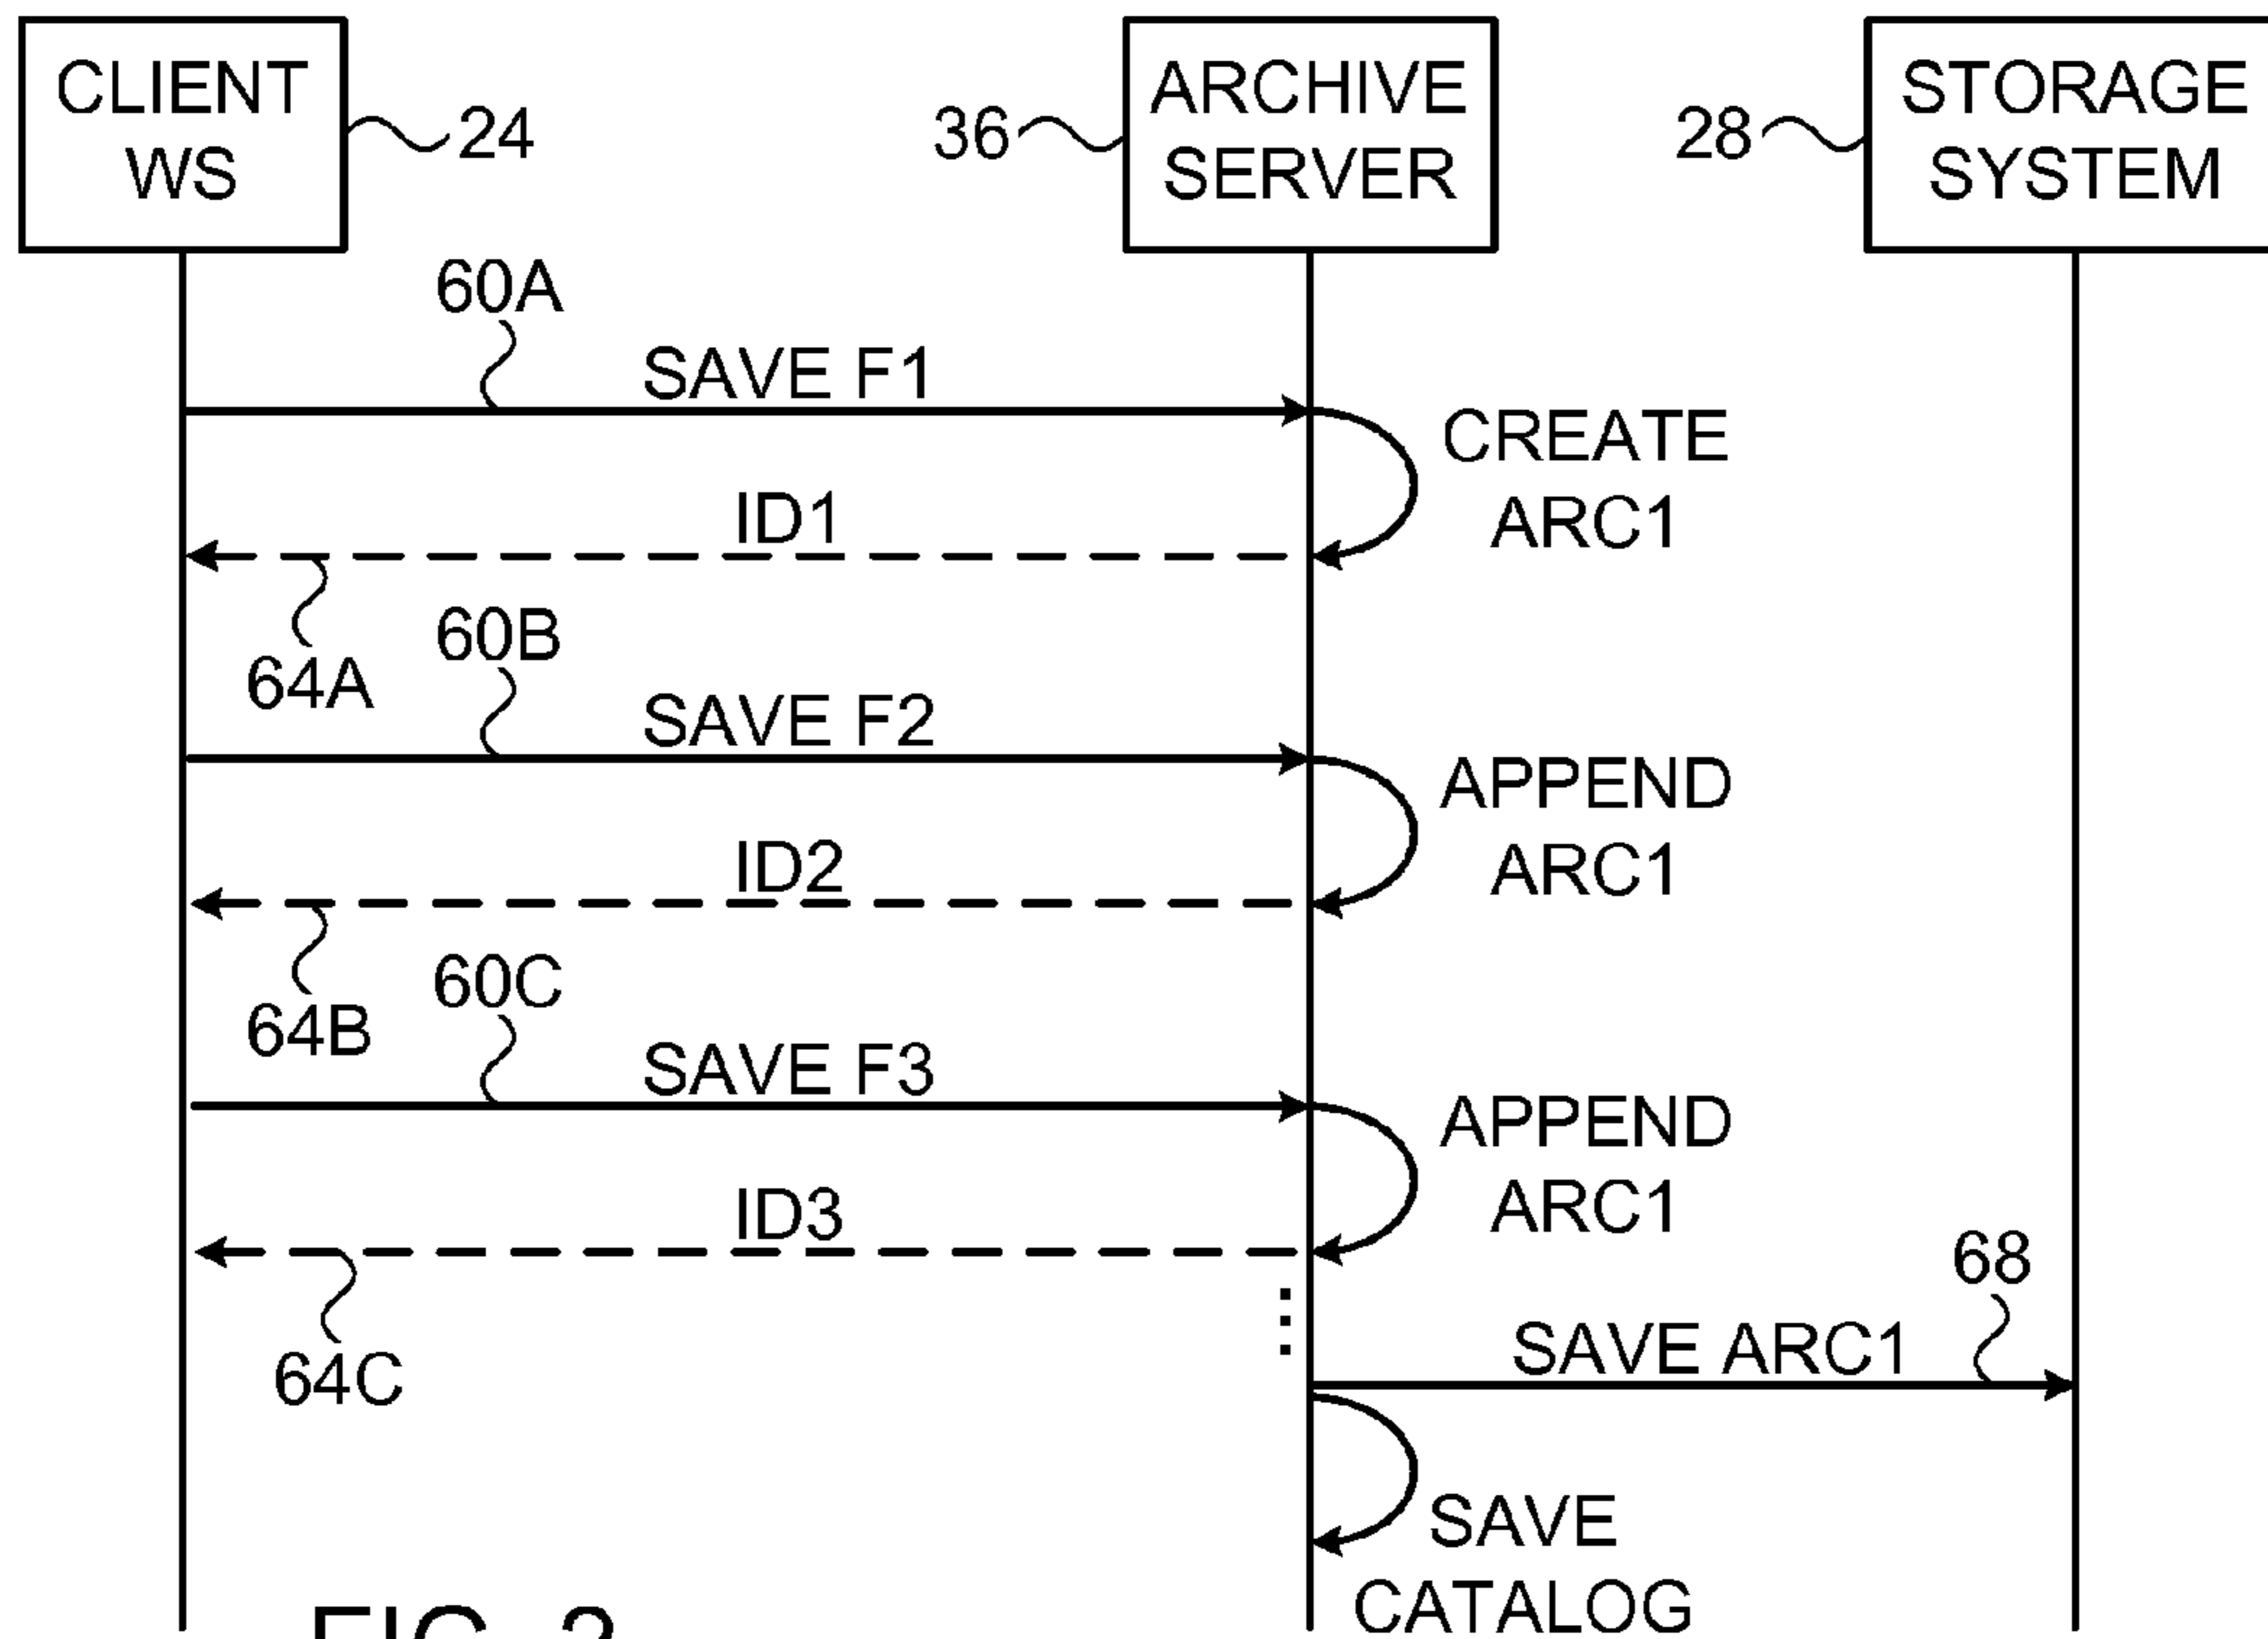 CLIENT
WS
24
36
ARCHIVE
SERVER
28
STORAGE
SYSTEM
60A
SAVE F1
CREATE
ARC1
ID1
64A
60B
SAVE F2
APPEND
ARC1
ID2
64B
60C
SAVE F3
APPEND
ARC1
ID3
64C
68
SAVE ARC1
SAVE
CATALOG
FIG.